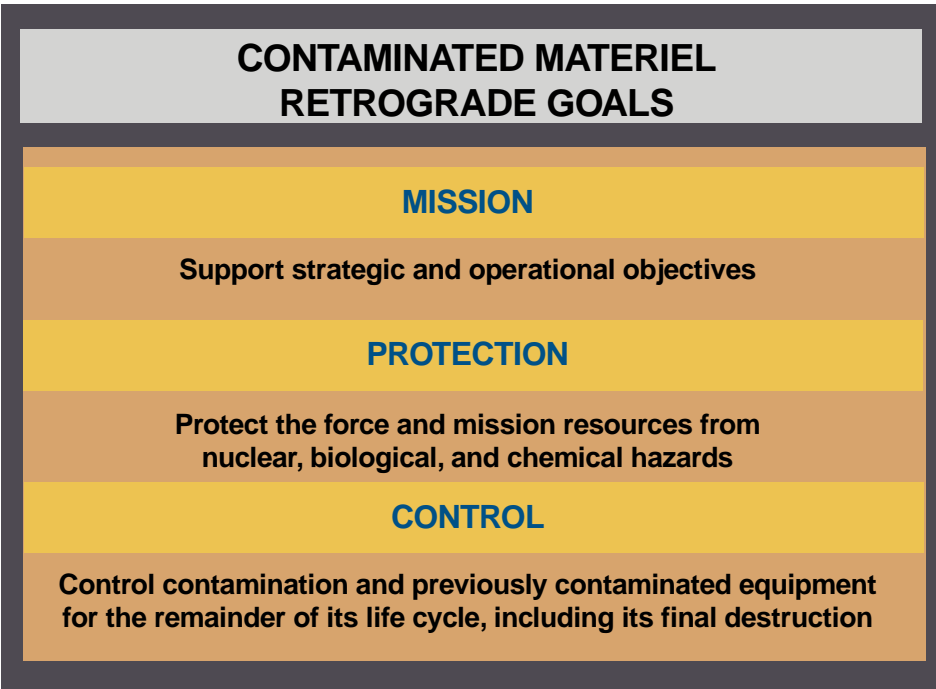 CONTAMINATED MATERIEL
RETROGRADE GOALS
MISSION
Support strategic and operational objectives
PROTECTION
Protect the force and mission resources from
nuclear, biological, and chemical hazards
CONTROL
Control contamination and previously contaminated equipment
for the remainder of its life cycle, including its final destruction